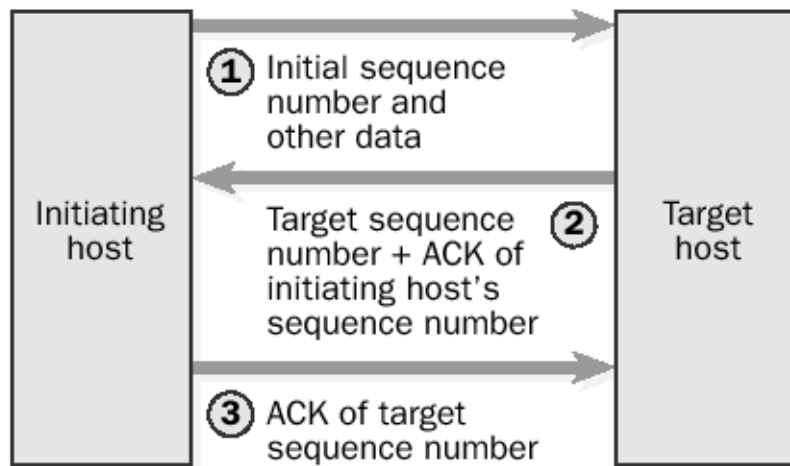 1
Initial sequence
number and
other data
Initiating
host
Target sequence
number + ACK of
initiating host's
sequence number
2
Target
host
3
ACK of target
sequence number